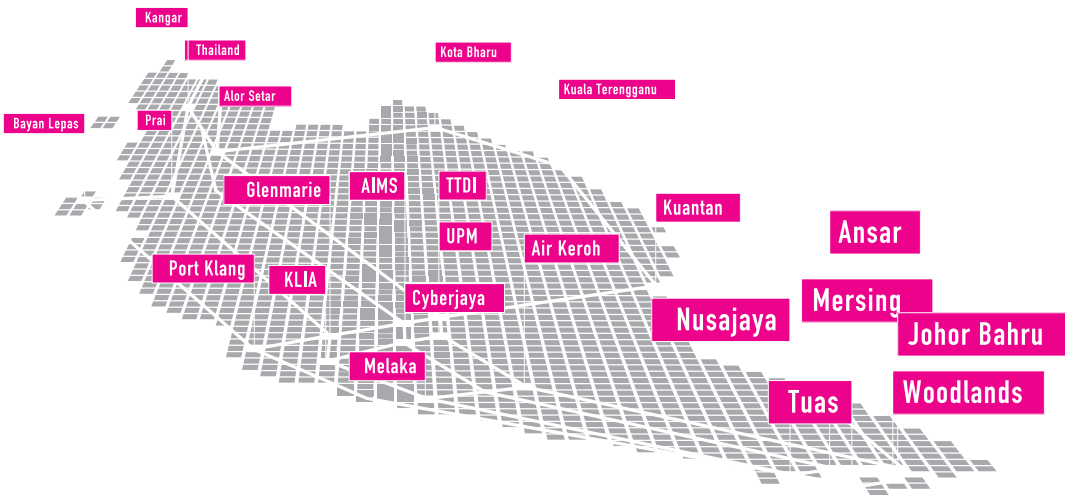 Kangar
Thailand
Kota Bharu
Alor Setar
Kuala Terengganu
Bayan Lepas
Prai
Glenmarie
AIMS
TTDI
Kuantan
Ansar
UPM
Air Keroh
Port Klang
KLIA
Cyberjaya
Mersing
Nusajaya
Johor Bahru
Melaka
Tuas
Woodlands